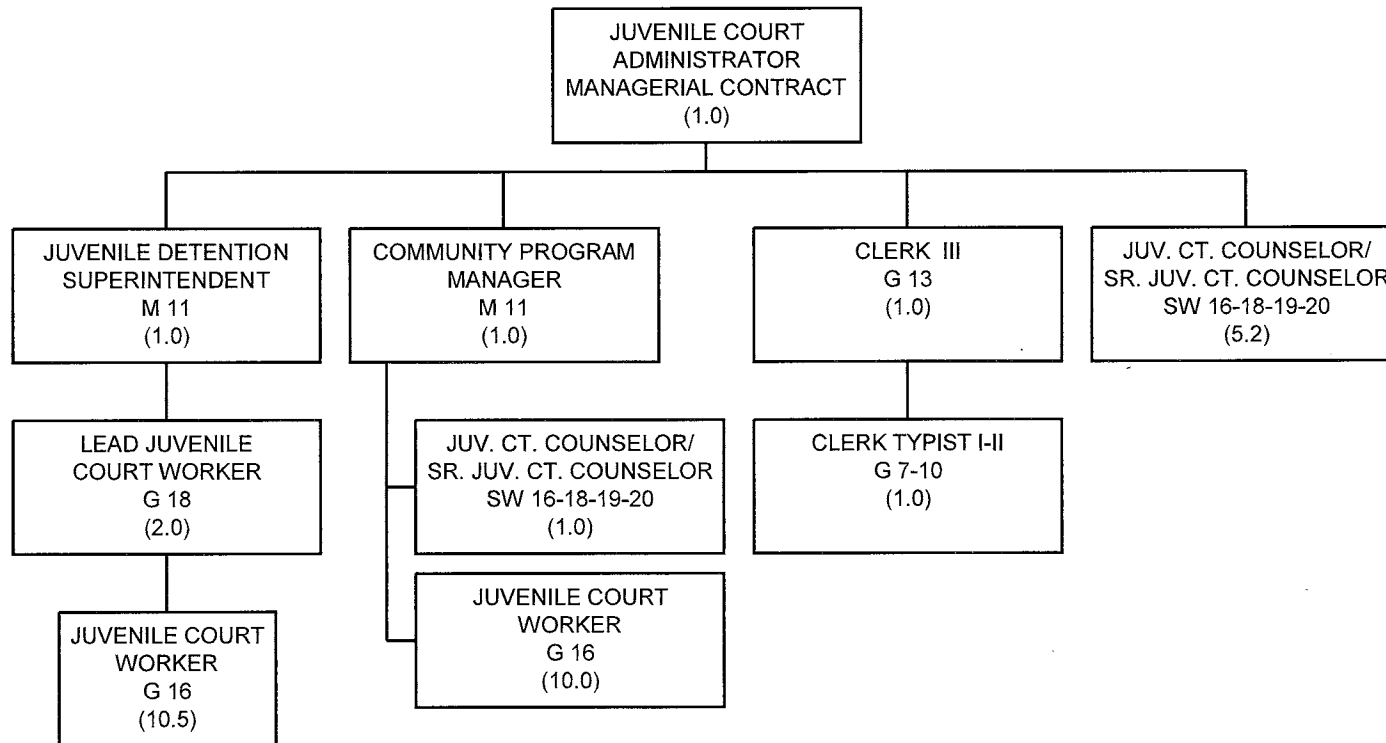 JUVENILE COURT
ADMINISTRATOR
MANAGERIAL CONTRACT
(1.0)
JUVENILE DETENTION
SUPERINTENDENT
M 11
(1.0)
COMMUNITY PROGRAM
MANAGER
M 11
(1.0)
CLERK III
G 13
(1.0)
JUV. CT. COUNSELOR/
SR. JUV. CT. COUNSELOR
SW 16-18-19-20
(5.2)
LEAD JUVENILE
COURT WORKER
G 18
(2.0)
JUV. CT. COUNSELOR/
SR. JUV. CT. COUNSELOR
SW 16-18-19-20
(1.0)
CLERK TYPIST I-II
G 7-10
(1.0)
JUVENILE COURT
WORKER
G 16
(10.5)
JUVENILE COURT
WORKER
G 16
(10.0)